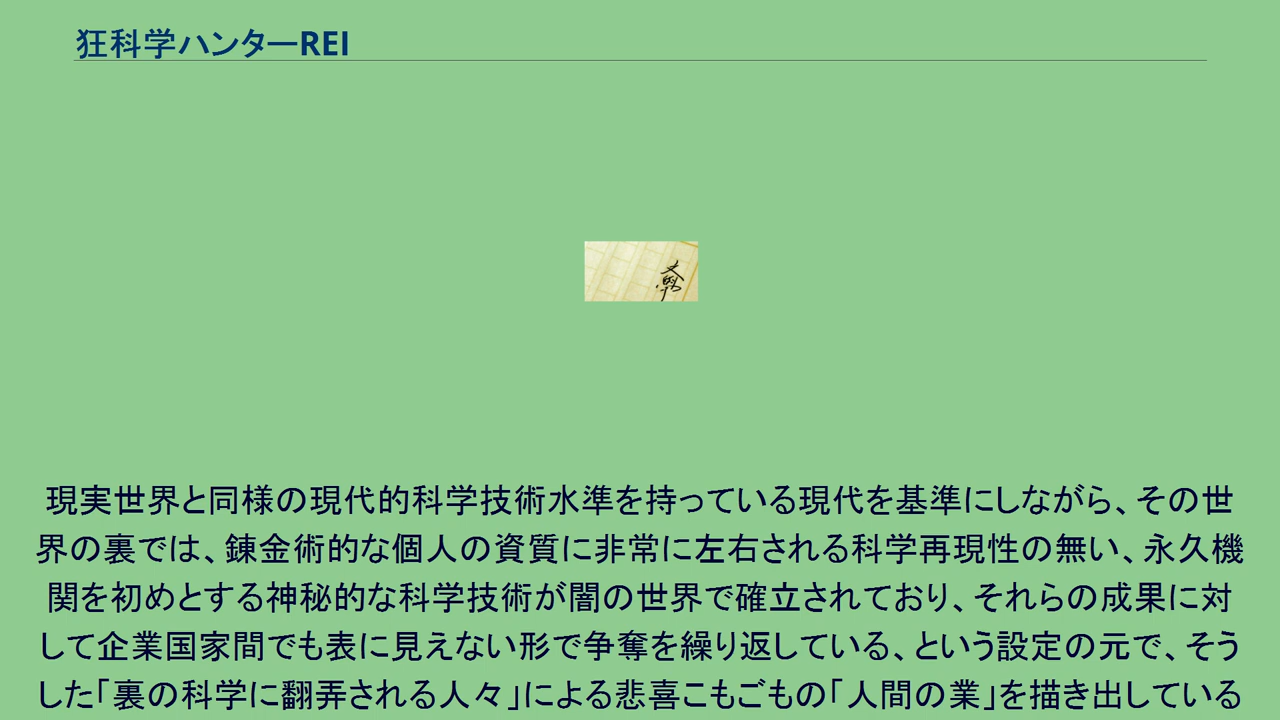 狂科学ハンターREI
現実世界と同様の現代的科学技術水準を持っている現代を基準にしながら、その世
界の裏では、錬金術的な個人の資質に非常に左右される科学再現性の無い、永久機
関を初めとする神秘的な科学技術が闇の世界で確立されており、それらの成果に対
して企業国家間でも表に見えない形で争奪を繰り返している、という設定の元で、そう
した「裏の科学に翻弄される人々」による悲喜こもごもの「人間の業」を描き出している